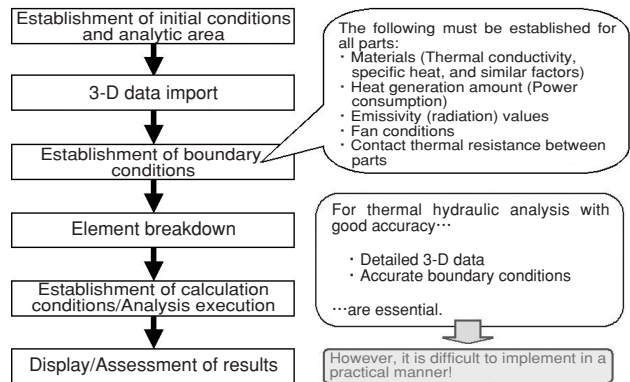 Establishment of initial conditions
and analytic area
3-D data import
Establishment of boundary
conditions
Element breakdown
Establishment of calculation
conditions/Analysis execution
Display/Assessment of results
The following must be established for
all parts:
・Materials (Thermal conductivity,
specific heat, and similar factors)
・Heat generation amount (Power
consumption)
・Emissivity (radiation) values
・Fan conditions
・Contact thermal resistance between
parts
For thermal hydraulic analysis with
good accuracy…
・Detailed 3-D data
・Accurate boundary conditions
…are essential.
However, it is difficult to implement in a
practical manner!